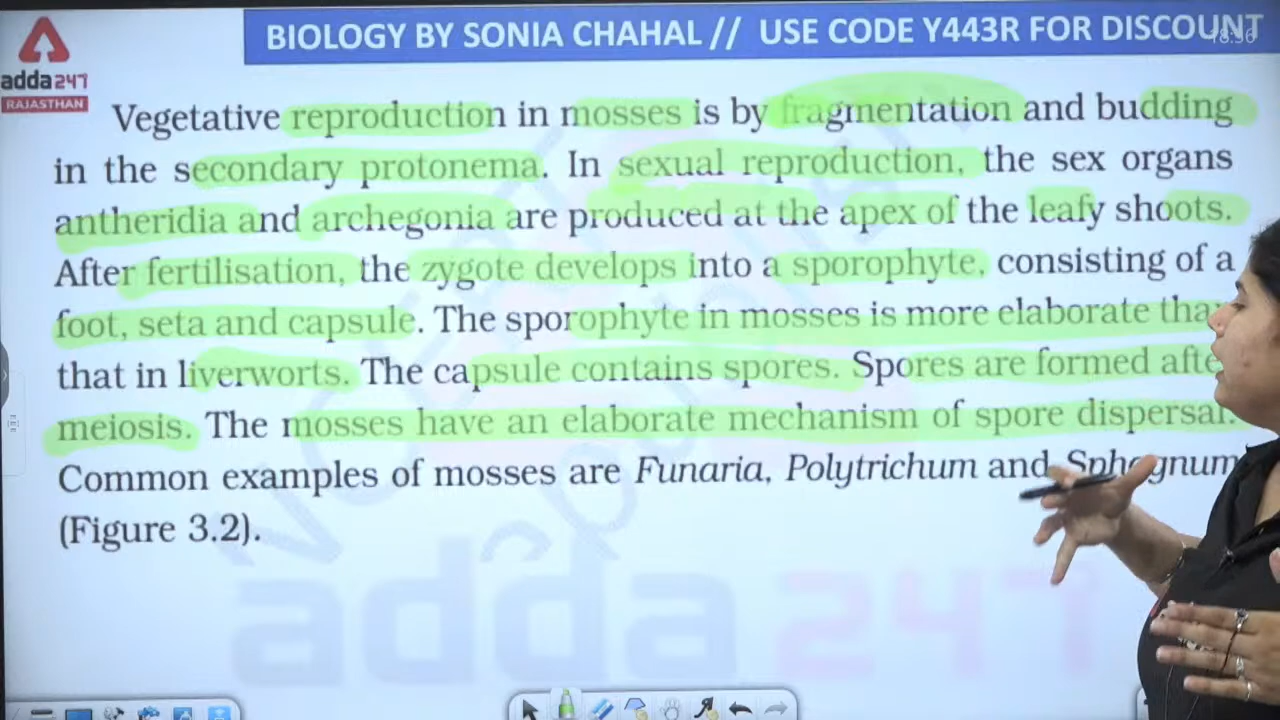 BIOLOGY BY SONIA CHAHAL // USE CODE Y443R FOR DISCOUNT
18:56
adda247
RAJASTHAN
Vegetative reproduction in mosses is by fragmentation and budding
in the secondary protonema. In sexual reproduction, the sex organs
antheridia and archegonia are produced at the apex of the leafy shoots.
After fertilisation, the zygote develops into a sporophyte, consisting of a
foot, seta and capsule. The sporophyte in mosses is more elaborate than
that in liverworts. The capsule contains spores. Spores are formed after
meiosis. The mosses have an elaborate mechanism of spore dispersal.
Common examples of mosses are Funaria, Polytrichum and Sphagnum
(Figure 3.2).
adda247